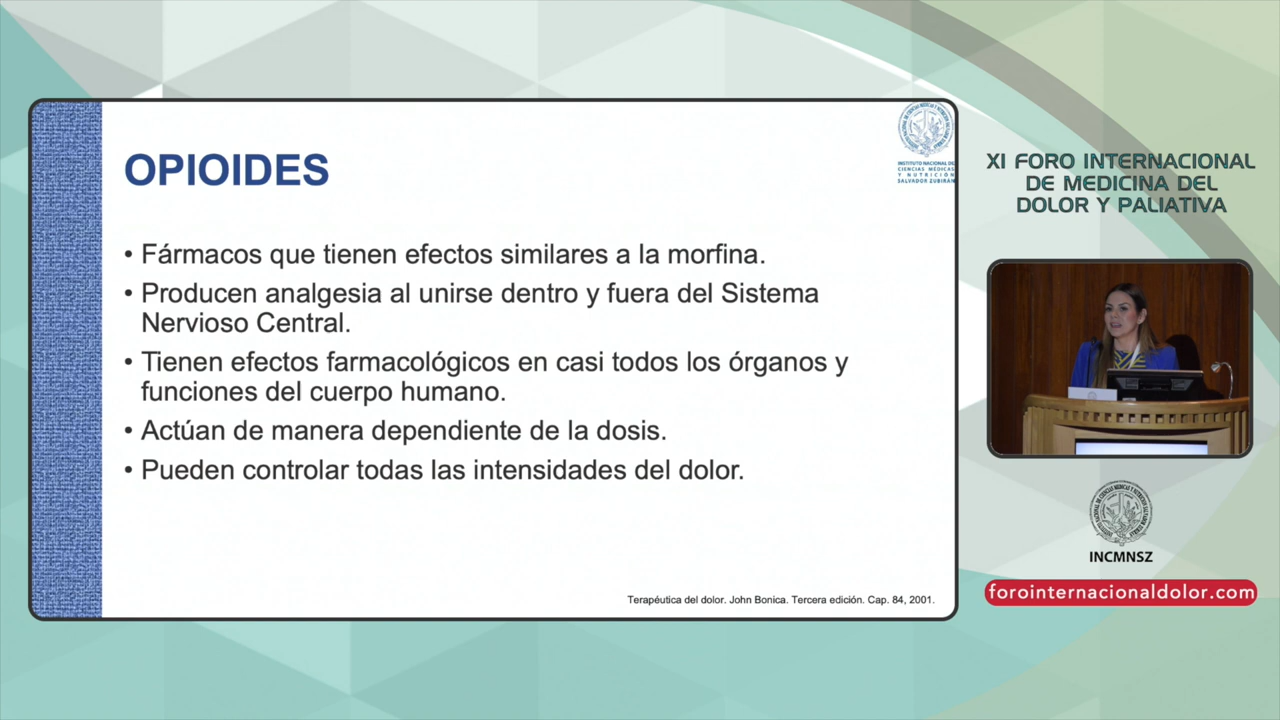 OPIOIDES
• Fármacos que tienen efectos similares a la morfina.
• Producen analgesia al unirse dentro y fuera del Sistema
Nervioso Central.
• Tienen efectos farmacológicos en casi todos los órganos y
funciones del cuerpo humano.
• Actúan de manera dependiente de la dosis.
• Pueden controlar todas las intensidades del dolor.
Terapéutica del dolor. John Bonica. Tercera edición. Cap. 84, 2001.
INSTITUTO NACIONAL DE
CIENCIAS MÉDICAS
Y NUTRICIÓN
SALVADOR ZUBIRÁN
XI FORO INTERNACIONAL
DE MEDICINA DEL
DOLOR Y PALIATIVA
INCMNSZ
forointernacionaldolor.com